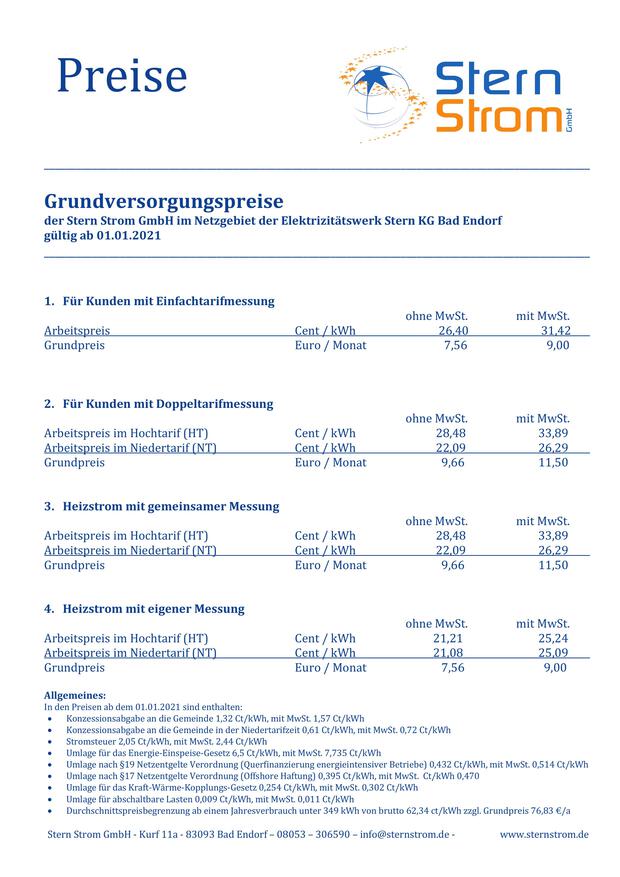 Preise
Stern
Strom GmbH
Grundversorgungspreise
der Stern Strom GmbH im Netzgebiet der Elektrizitätswerk Stern KG Bad Endorf
gültig ab 01.01.2021
1. Für Kunden mit Einfachtarifmessung
ohne MwSt. mit MwSt.
Arbeitspreis Cent / kWh 26,40 31,42
Grundpreis Euro / Monat 7,56 9,00
2. Für Kunden mit Doppeltarifmessung
ohne MwSt. mit MwSt.
Arbeitspreis im Hochtarif (HT) Cent / kWh 28,48 33,89
Arbeitspreis im Niedertarif (NT) Cent / kWh 22,09 26,29
Grundpreis Euro / Monat 9,66 11,50
3. Heizstrom mit gemeinsamer Messung
ohne MwSt. mit MwSt.
Arbeitspreis im Hochtarif (HT) Cent / kWh 28,48 33,89
Arbeitspreis im Niedertarif (NT) Cent / kWh 22,09 26,29
Grundpreis Euro / Monat 9,66 11,50
4. Heizstrom mit eigener Messung
ohne MwSt. mit MwSt.
Arbeitspreis im Hochtarif (HT) Cent / kWh 21,21 25,24
Arbeitspreis im Niedertarif (NT) Cent / kWh 21,08 25,09
Grundpreis Euro / Monat 7,56 9,00
Allgemeines:
In den Preisen ab dem 01.01.2021 sind enthalten:
• Konzessionsabgabe an die Gemeinde 1,32 Ct/kWh, mit MwSt. 1,57 Ct/kWh
• Konzessionsabgabe an die Gemeinde in der Niedertarifzeit 0,61 Ct/kWh, mit MwSt. 0,72 Ct/kWh
• Stromsteuer 2,05 Ct/kWh, mit MwSt. 2,44 Ct/kWh
• Umlage für das Energie-Einspeise-Gesetz 6,5 Ct/kWh, mit MwSt. 7,735 Ct/kWh
• Umlage nach §19 Netzentgelte Verordnung (Querfinanzierung energieintensiver Betriebe) 0,432 Ct/kWh, mit MwSt. 0,514 Ct/kWh
• Umlage nach §17 Netzentgelte Verordnung (Offshore Haftung) 0,395 Ct/kWh, mit MwSt. Ct/kWh 0,470
• Umlage für das Kraft-Wärme-Kopplungs-Gesetz 0,254 Ct/kWh, mit MwSt. 0,302 Ct/kWh
• Umlage für abschaltbare Lasten 0,009 Ct/kWh, mit MwSt. 0,011 Ct/kWh
• Durchschnittspreisbegrenzung ab einem Jahresverbrauch unter 349 kWh von brutto 62,34 ct/kWh zzgl. Grundpreis 76,83 €/a
Stern Strom GmbH - Kurf 11a - 83093 Bad Endorf – 08053 – 306590 – info@sternstrom.de - www.sternstrom.de